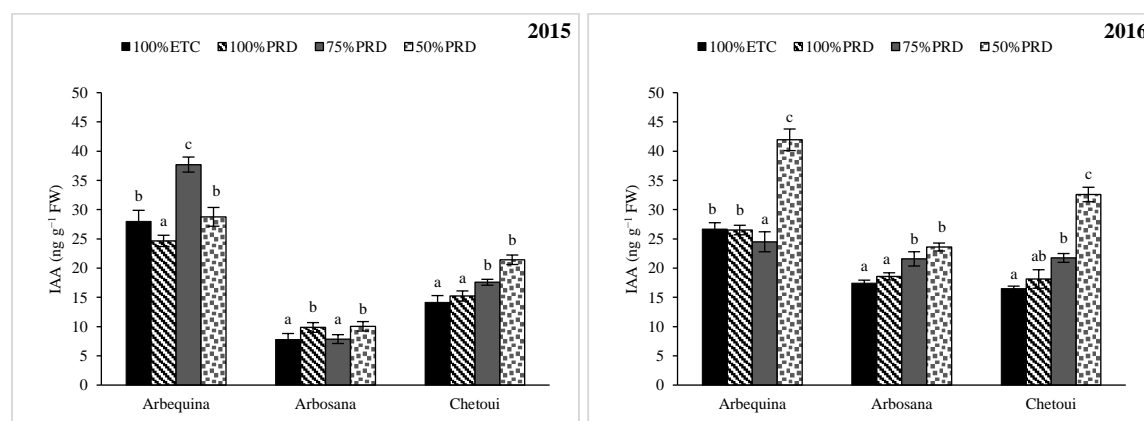 2015
100%ETC 100%PRD 75%PRD 50%PRD
IAA (ng g⁻¹ FW)
50
45
40
35
30
25
20
15
10
5
0
b a c b
a b a b
a a b b
Arbequina Arbosana Chetoui
2016
100%ETC 100%PRD 75%PRD 50%PRD
IAA (ng g⁻¹ FW)
50
45
40
35
30
25
20
15
10
5
0
b b a c
a a b b
a ab b c
Arbequina Arbosana Chetoui